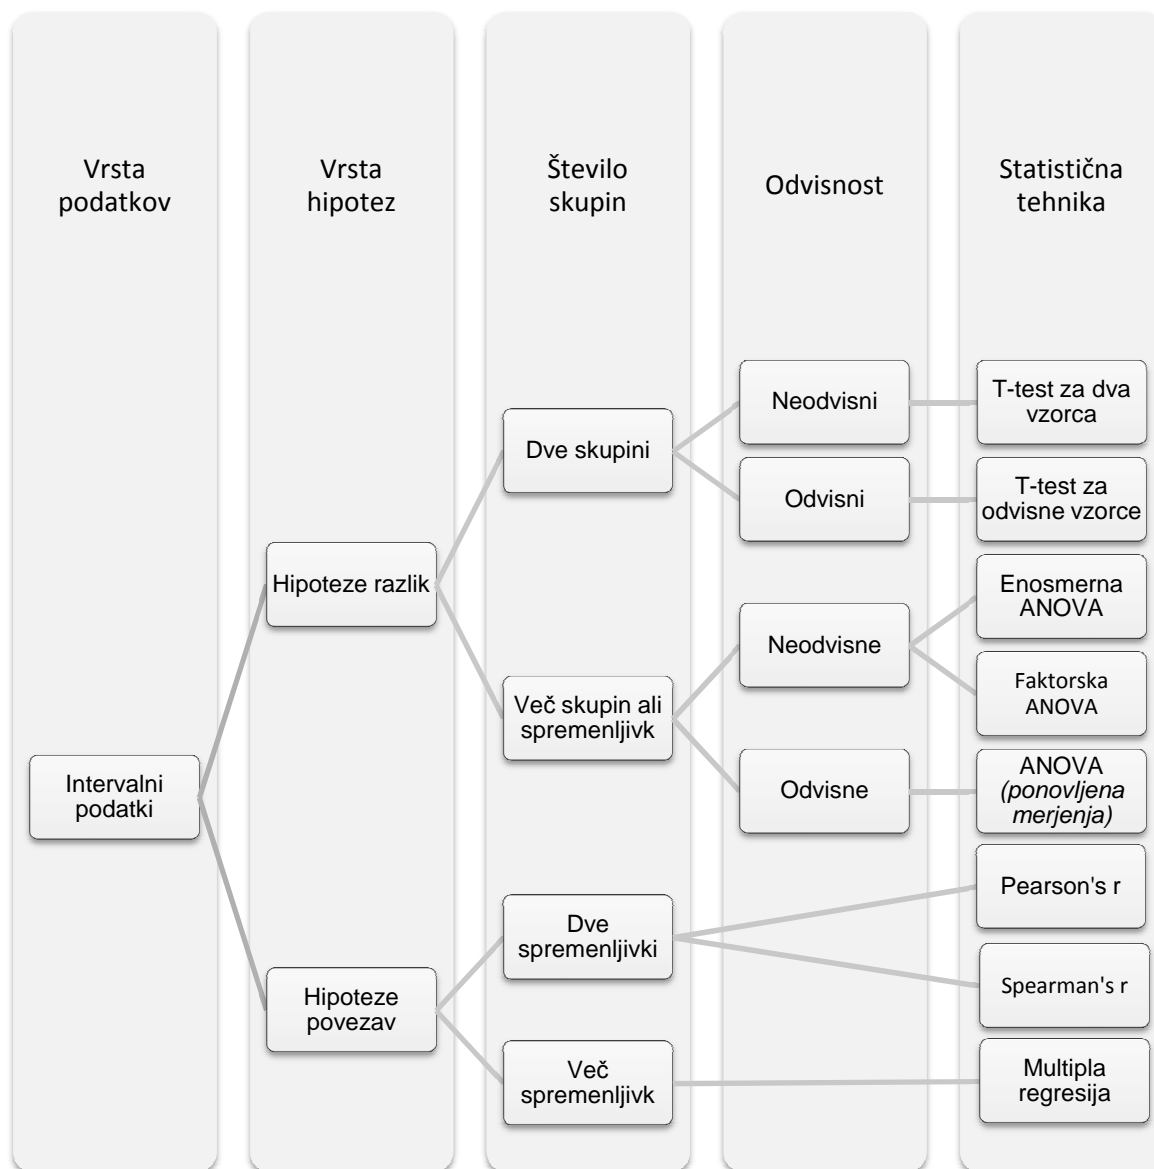 Vrsta
podatkov
Vrsta
hipotez
Število
skupin
Odvisnost
Statistična
tehnika
Intervalni
podatki
Hipoteze razlik
Hipoteze
povezav
Dve skupini
Več skupin ali
spremenljivk
Dve
spremenljivki
Več
spremenljivk
Neodvisni
Odvisni
Neodvisne
Odvisne
T-test za dva
vzorca
T-test za
odvisne vzorce
Enosmerna
ANOVA
Faktorska
ANOVA
ANOVA
(ponovljena
merjenja)
Pearson's r
Spearman's r
Multipla
regresija